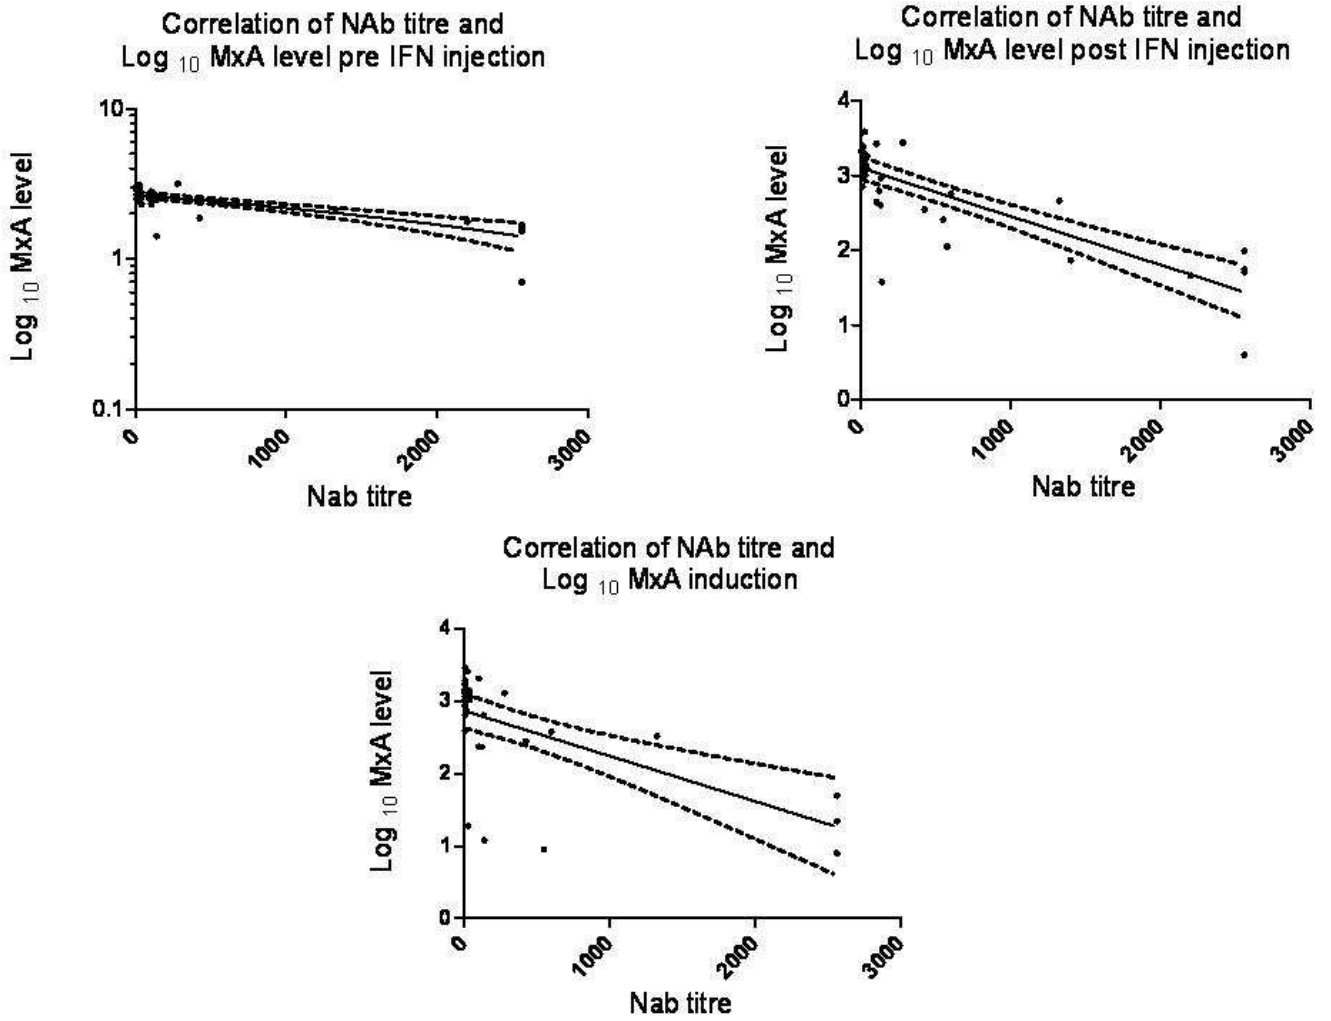 Correlation of NAb titre and
Log 10 MxA level pre IFN injection
10
1
0.1
Log 10 MxA level
0
1000
2000
3000
Nab titre
Correlation of NAb titre and
Log 10 MxA level post IFN injection
4
3
2
1
0
Log 10 MxA level
0
1000
2000
3000
Nab titre
Correlation of NAb titre and
Log 10 MxA induction
4
3
2
1
0
Log 10 MxA level
0
1000
2000
3000
Nab titre